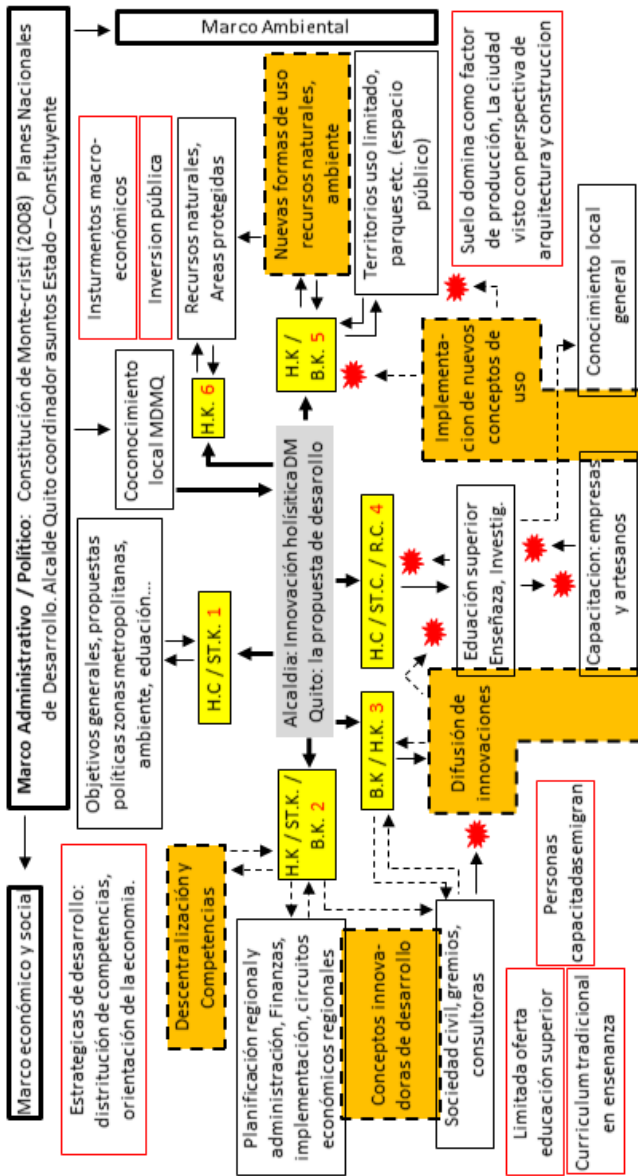 Marco económico y social
Marco Administrativo / Político: Constitución de Monte-cristi (2008) Planes Nacionales
de Desarrollo. Alcalde Quito coordinador asuntos Estado – Constituyente
Marco Ambiental
Estrategicas de desarrollo:
distritución de competencias,
orientación de la economia.
Objetivos generales, propuestas
políticas zonas metropolitanas,
ambiente, eduación...
Coconocimiento
local MDMQ
Insturmentos macro-
económicos
Inversion pública
Recursos naturales,
Areas protegidas
Descentralización y
Competencias
H.C / ST.K. 1
H.K. 6
Nuevas formas de uso
recursos naturales,
ambiente
Planificación regional y
administración, Finanzas,
implementación, circuitos
económicos regionales
H.K / ST.K. /
B.K. 2
Alcaldia: Innovación holísitica DM
Quito: la propuesta de desarollo
H.K /
B.K. 5
Territorios uso limitado,
parques etc. (espacio
público)
Conceptos innova-
doras de desarrollo
B.K / H.K. 3
H.C / ST.C. / R.C. 4
Sociedad civil, gremios,
consultoras
Difusión de
innovaciones
Eduación superior
Enseñaza, Investig.
Implementa-
cion de nuevos
conceptos de
uso
Suelo domina como factor
de producción, La ciudad
visto con perspectiva de
arquitectura y construccion
Limitada oferta
educación superior
Curriculum tradicional
en ensenanza
Personas
capacitadas emigran
Capacitacion: empresas
y artesanos
Conocimiento local
general